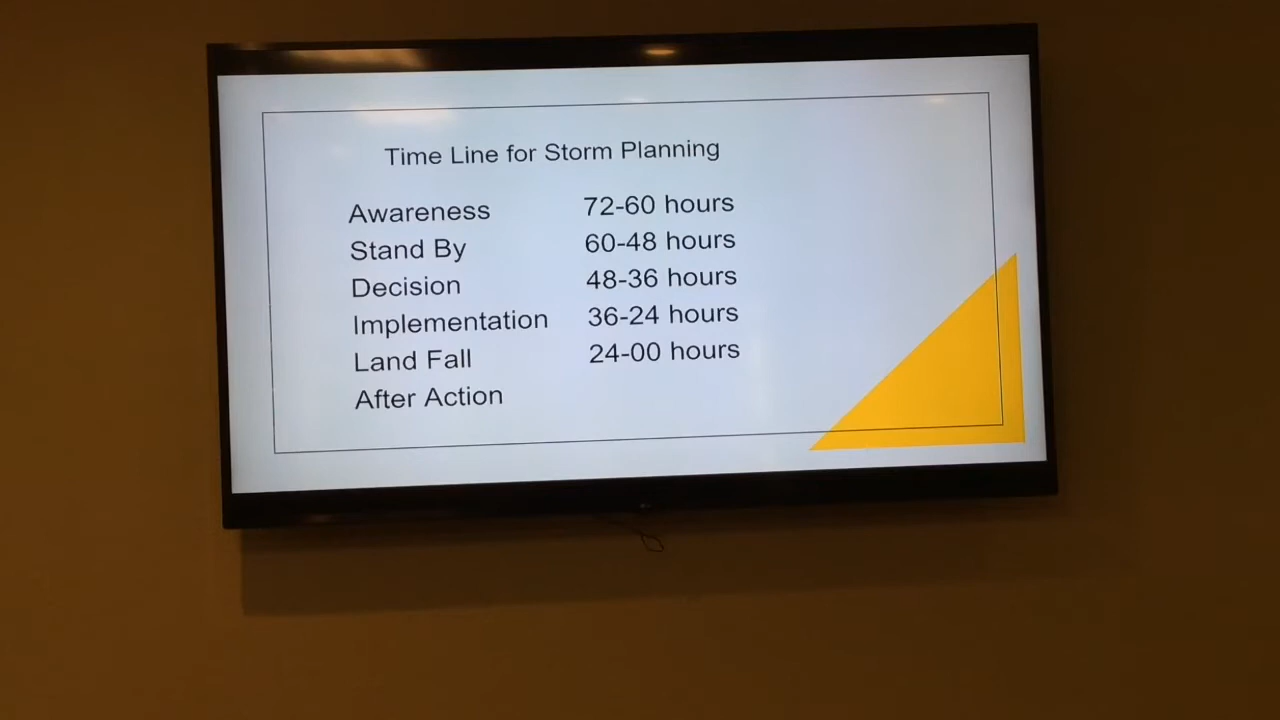 Time Line for Storm Planning
Awareness 72-60 hours
Stand By 60-48 hours
Decision 48-36 hours
Implementation 36-24 hours
Land Fall 24-00 hours
After Action